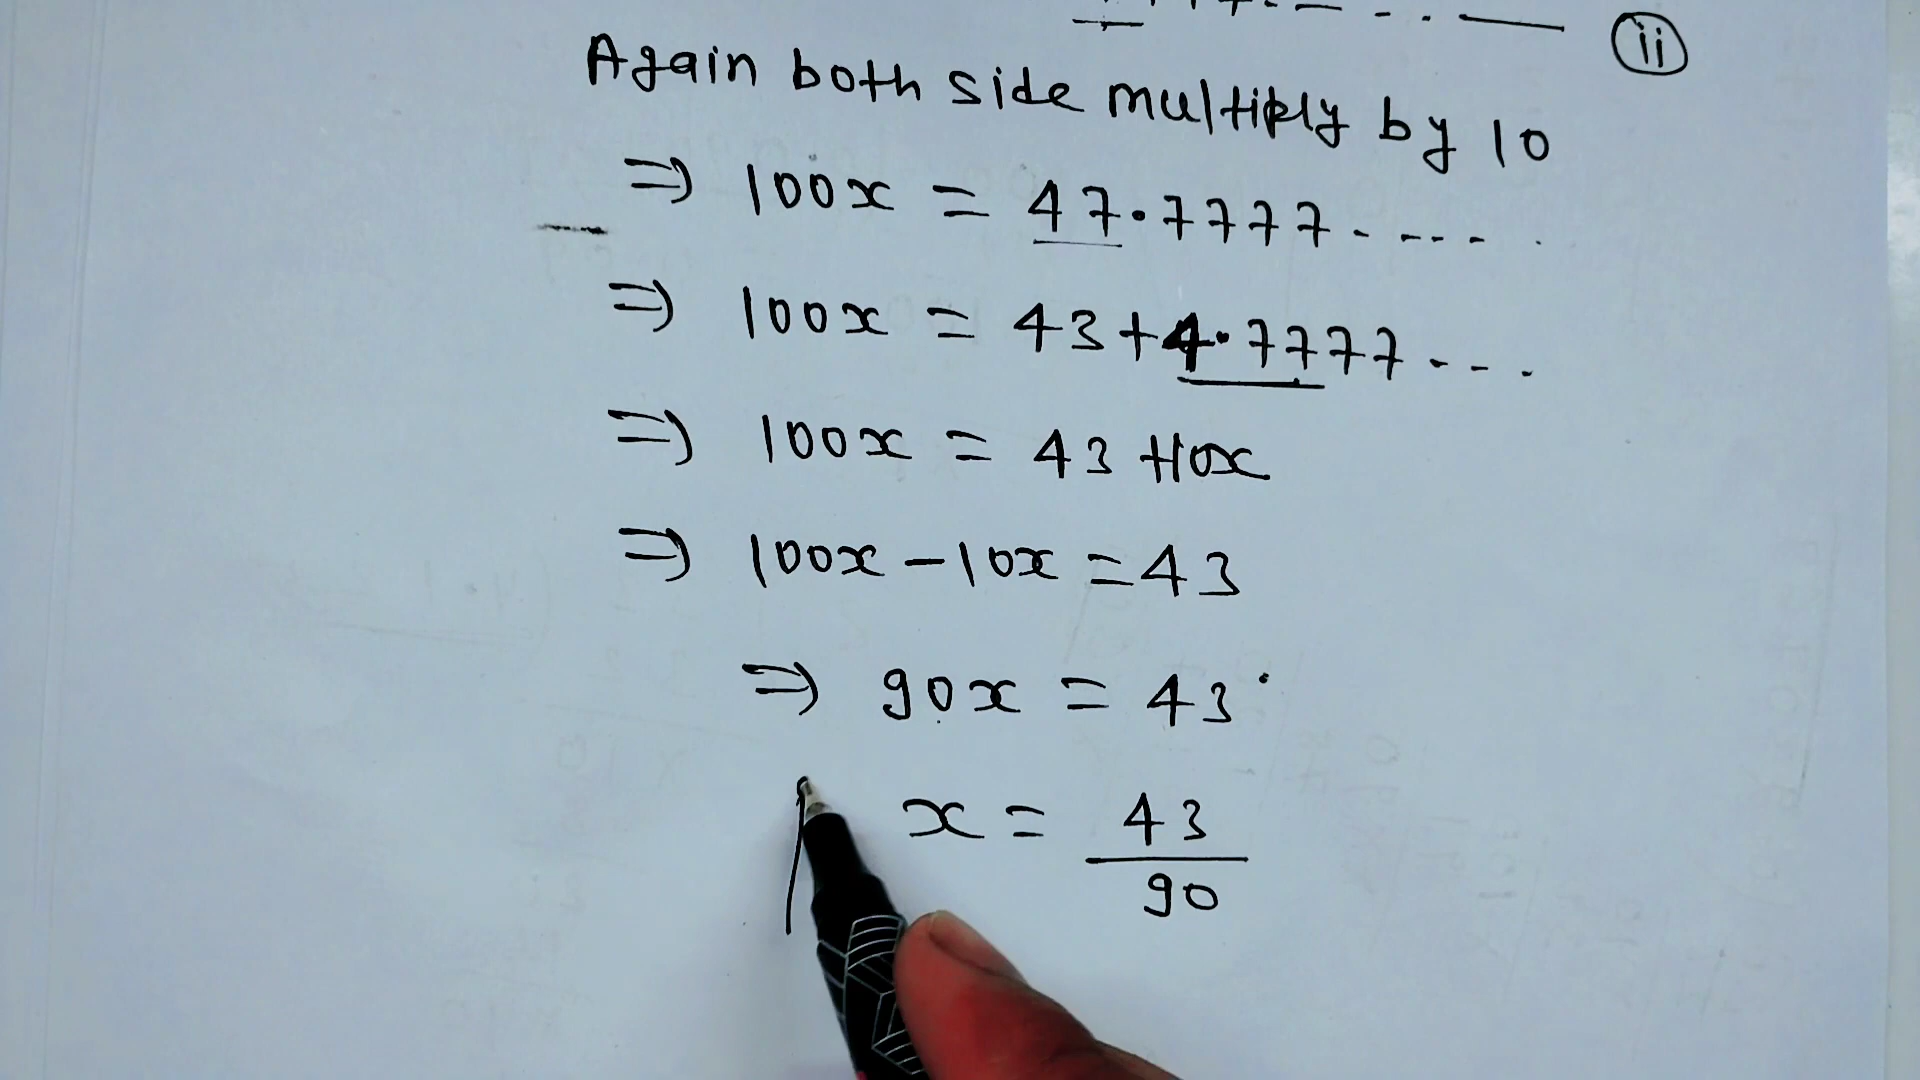 (ii)
Again both side multiply by 10
⇒ 100x = 47.7777-----.
⇒ 100x = 43+4.7777---
⇒ 100x = 43+10x
⇒ 100x-10x=43
⇒ 90x = 43
x = 43/90